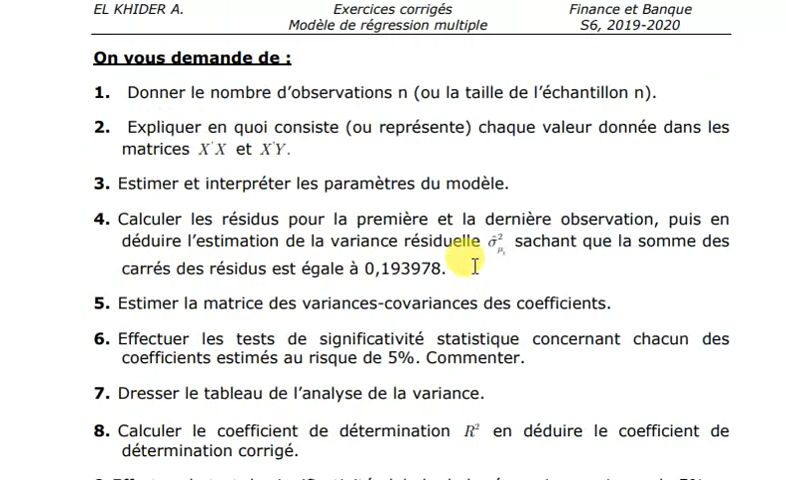 EL KHIDER A. Exercices corrigés Finance et Banque
Modèle de régression multiple S6, 2019-2020
On vous demande de :
1. Donner le nombre d'observations n (ou la taille de l'échantillon n).
2. Expliquer en quoi consiste (ou représente) chaque valeur donnée dans les
matrices X'X et X'Y.
3. Estimer et interpréter les paramètres du modèle.
4. Calculer les résidus pour la première et la dernière observation, puis en
déduire l'estimation de la variance résiduelle σ̂²μₜ sachant que la somme des
carrés des résidus est égale à 0,193978.
5. Estimer la matrice des variances-covariances des coefficients.
6. Effectuer les tests de significativité statistique concernant chacun des
coefficients estimés au risque de 5%. Commenter.
7. Dresser le tableau de l'analyse de la variance.
8. Calculer le coefficient de détermination R² en déduire le coefficient de
détermination corrigé.